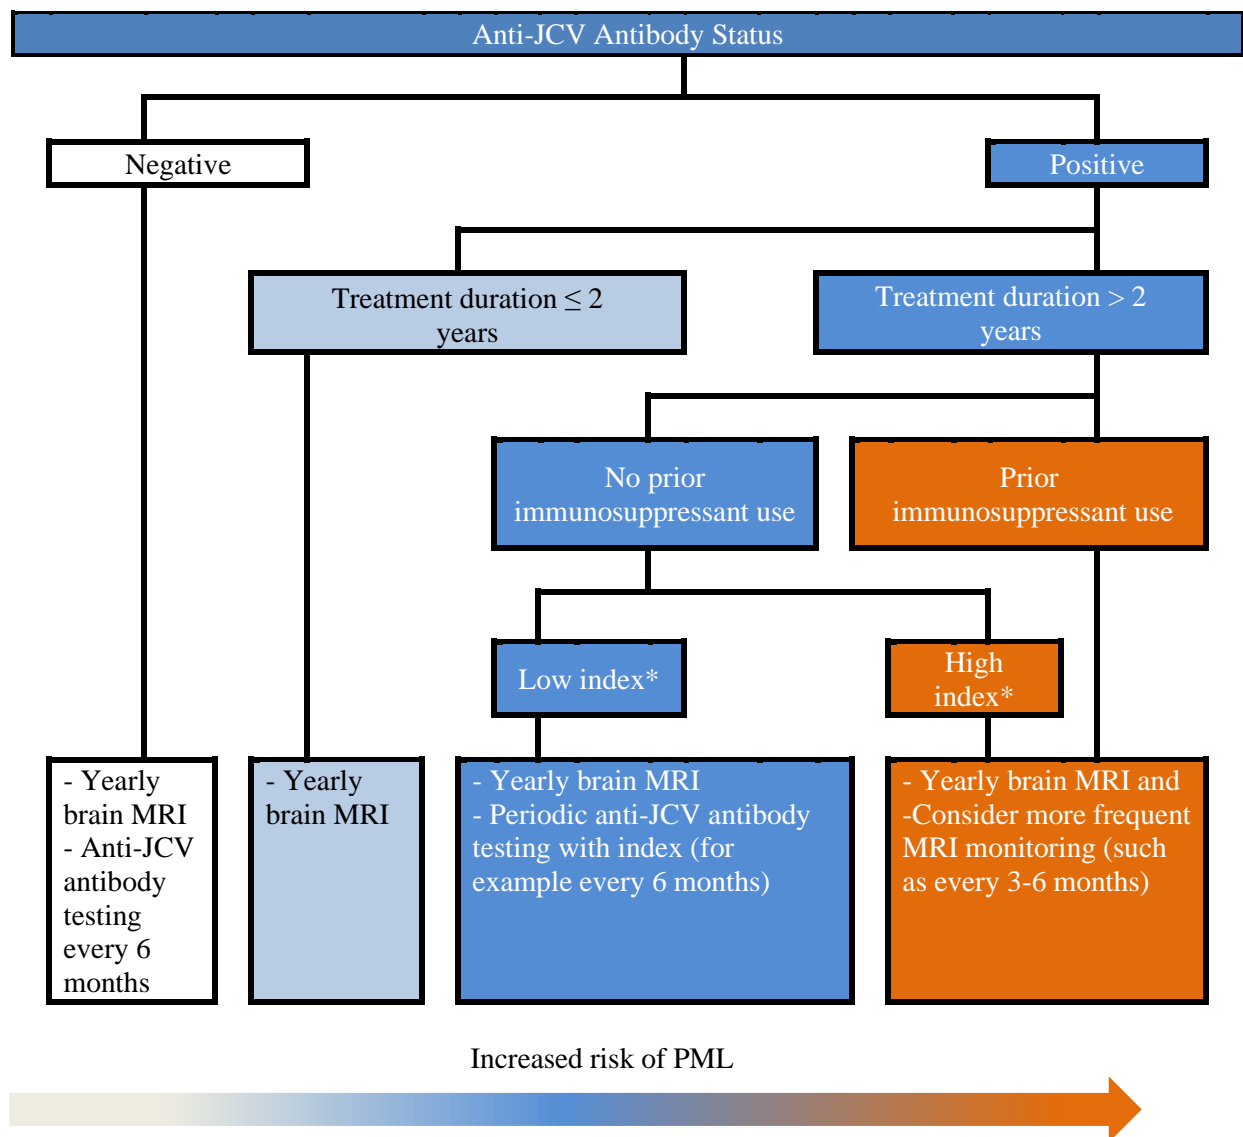 Anti-JCV Antibody Status
Negative
Positive
Treatment duration ≤ 2
years
Treatment duration > 2
years
No prior
immunosuppressant use
Prior
immunosuppressant use
Low index*
High
index*
- Yearly
brain MRI
- Anti-JCV
antibody
testing
every 6
months
- Yearly
brain MRI
- Yearly brain MRI
- Periodic anti-JCV antibody
testing with index (for
example every 6 months)
- Yearly brain MRI and
-Consider more frequent
MRI monitoring (such
as every 3-6 months)
Increased risk of PML